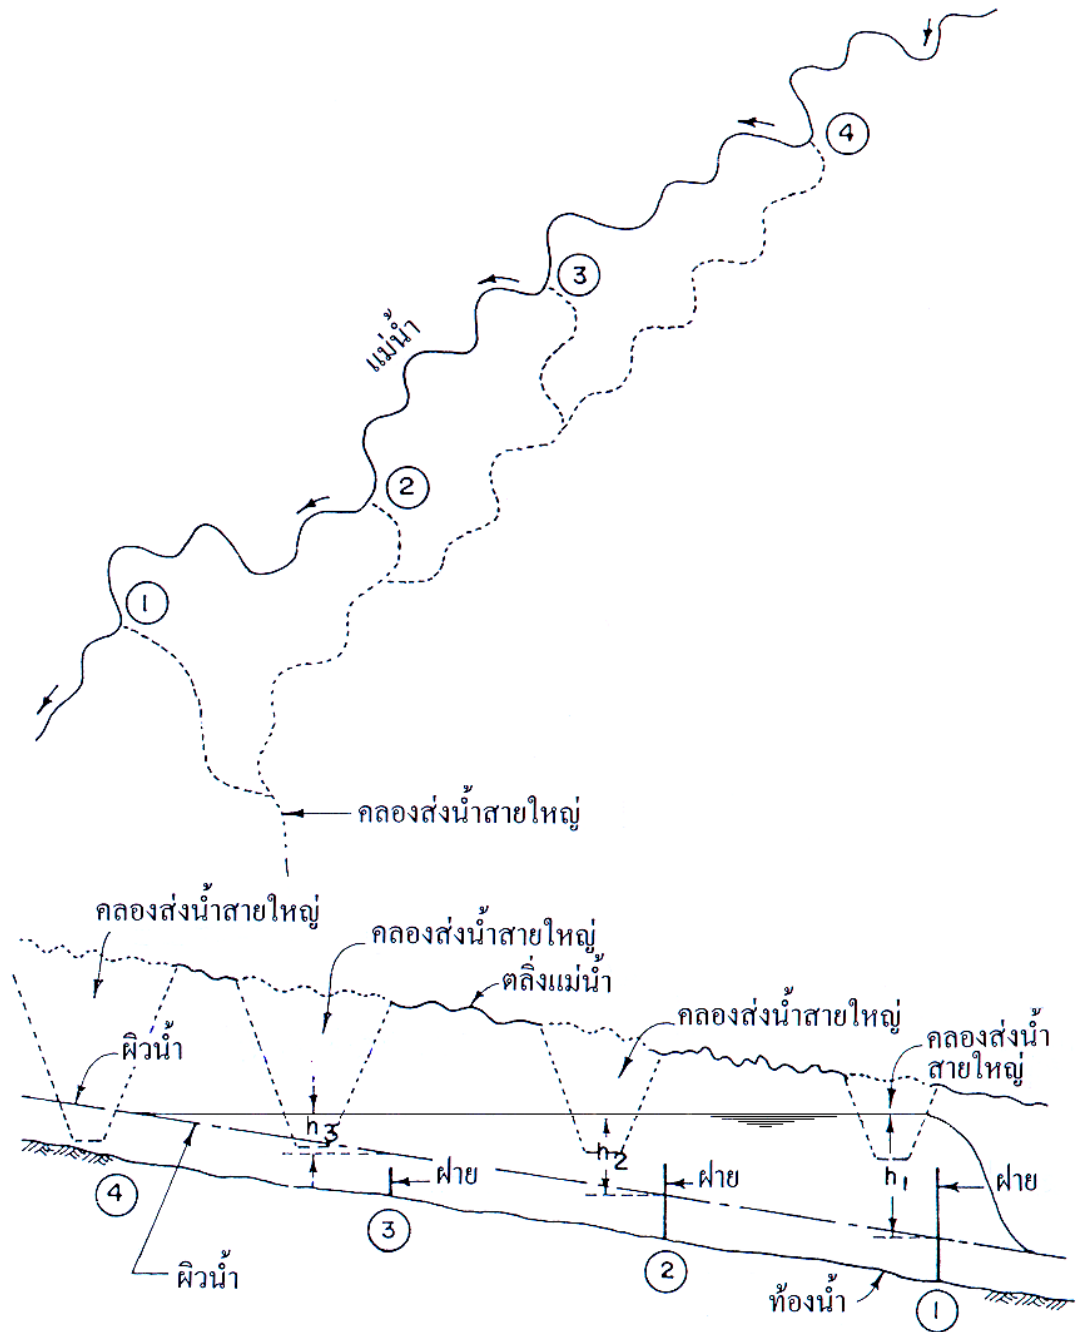 4
3
แม่น้ำ
2
1
คลองส่งน้ำสายใหญ่
คลองส่งน้ำสายใหญ่
คลองส่งน้ำสายใหญ่
ตลิ่งแม่น้ำ
คลองส่งน้ำสายใหญ่
คลองส่งน้ำ
สายใหญ่
ผิวน้ำ
h3
h2
h1
ฝาย
ฝาย
ฝาย
4
3
2
1
ผิวน้ำ
ท้องน้ำ